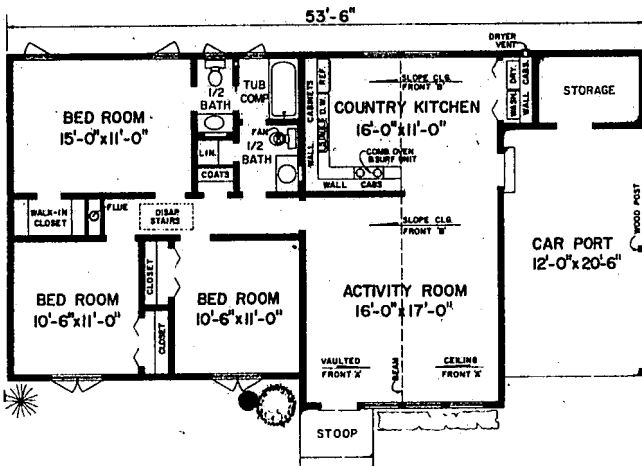 53'-6"
DRYER
VENT
1/2
BATH
TUB
COMP.
CABINETS
WALL
REF.
SLOPE CLG.
FRONT 'B'
WASH.
DRY.
WALL CABS.
STORAGE
BED ROOM
15'-0"x11'-0"
COUNTRY KITCHEN
16'-0"x11'-0"
FAN
1/2
BATH
LIN.
COATS
COMB. OVEN
& SURF UNIT
WALL CABS
WALK-IN
CLOSET
FLUE
DISAP.
STAIRS
SLOPE CLG.
FRONT 'B'
WOOD POST
CAR PORT
12'-0"x20'-6"
CLOSET
BED ROOM
10'-6"x11'-0"
BED ROOM
10'-6"x11'-0"
ACTIVITY ROOM
16'-0"x17'-0"
CLOSET
VAULTED
FRONT 'A'
BEAM
CEILING
FRONT 'A'
STOOP